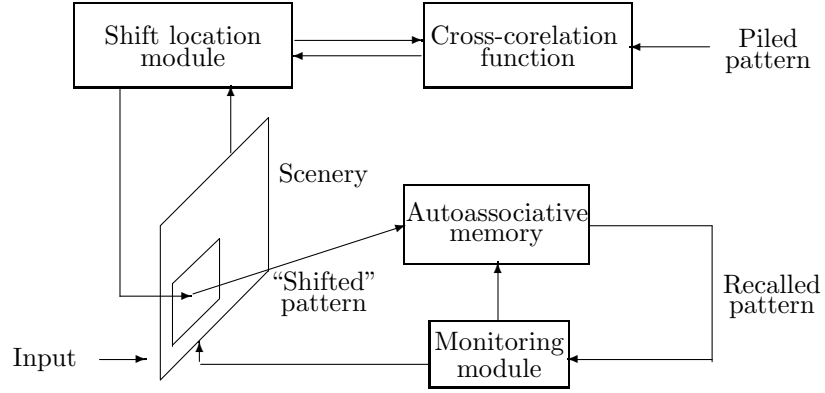 Shift location
module
Cross-corelation
function
Piled
pattern
Scenery
Autoassociative
memory
“Shifted”
pattern
Recalled
pattern
Monitoring
module
Input